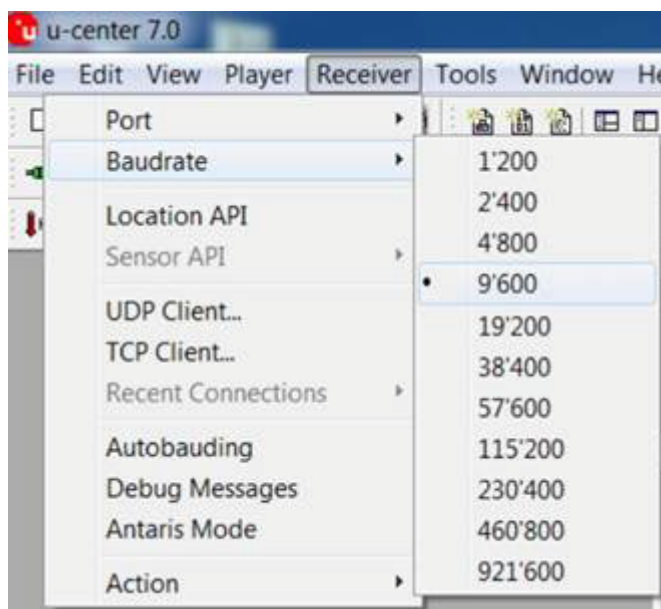 u-center 7.0
File Edit View Player Receiver Tools Window He
Port
Baudrate
Location API
Sensor API
UDP Client...
TCP Client...
Recent Connections
Autobauding
Debug Messages
Antaris Mode
Action
1'200
2'400
4'800
9'600
19'200
38'400
57'600
115'200
230'400
460'800
921'600